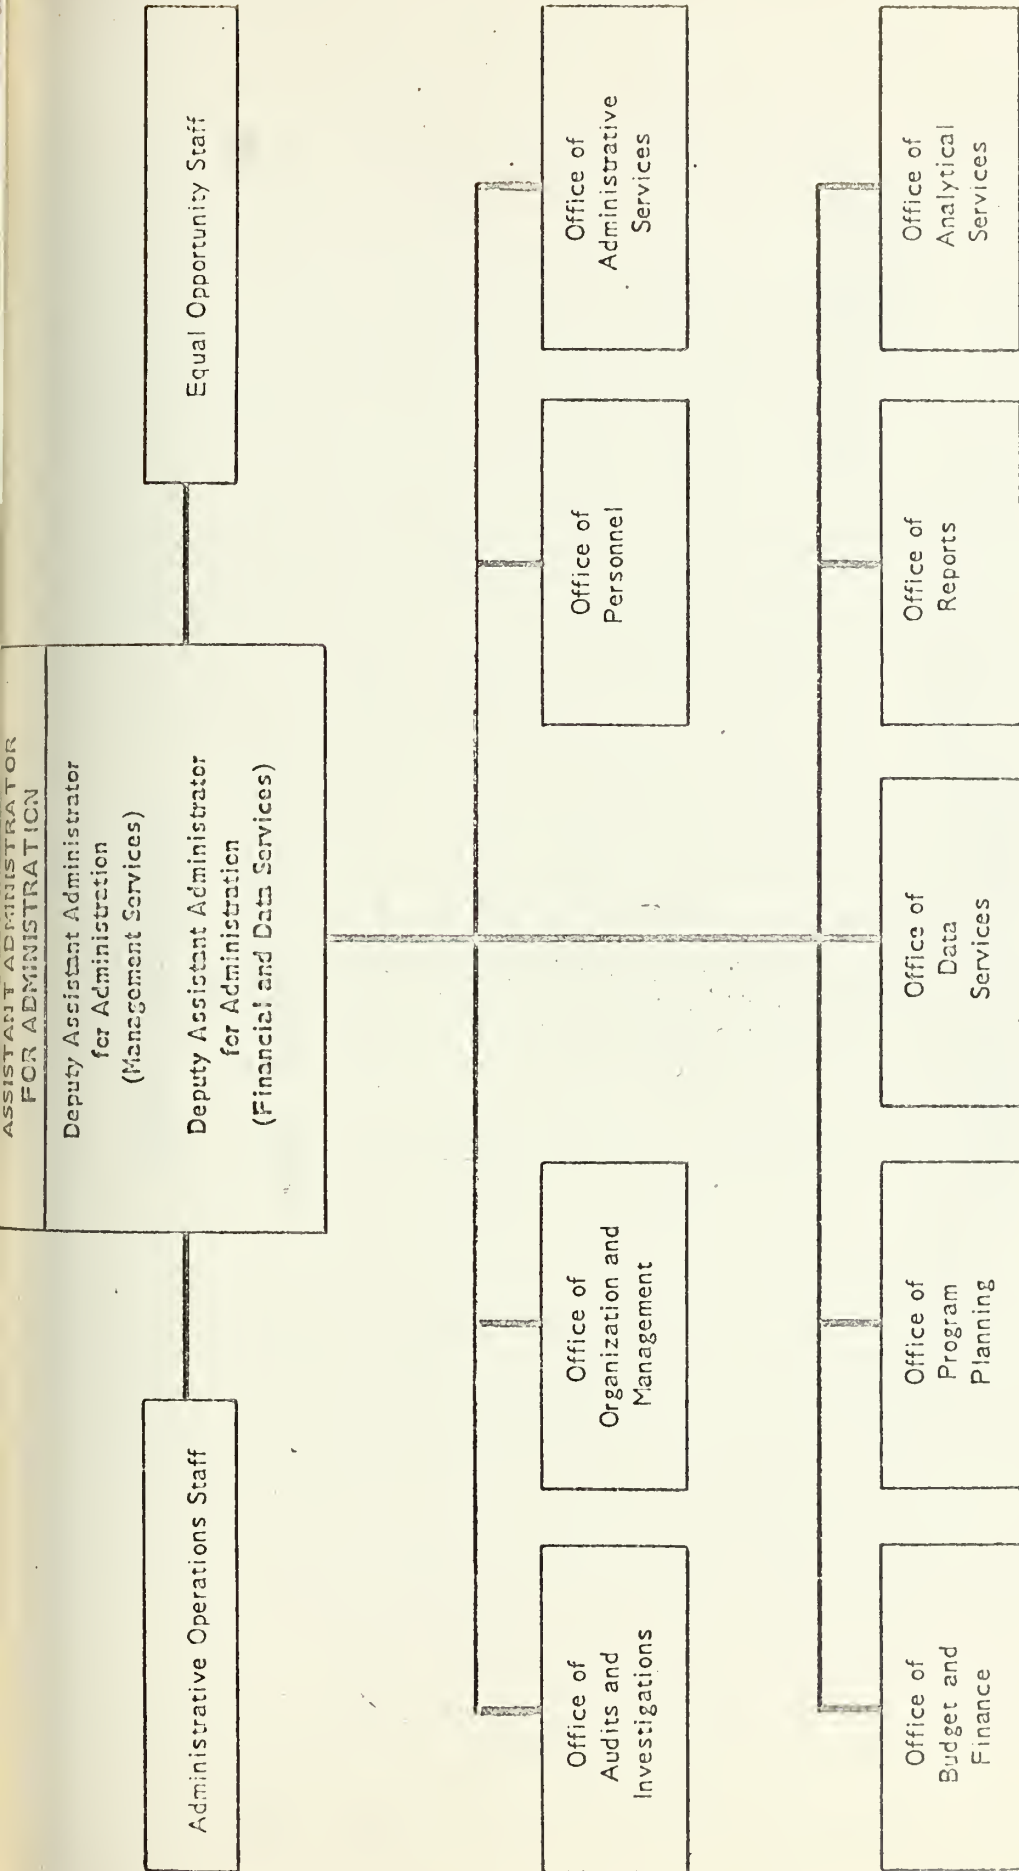 ASSISTANT ADMINISTRATOR
FOR ADMINISTRATION
Deputy Assistant Administrator
for Administration
(Management Services)
Deputy Assistant Administrator
for Administration
(Financial and Data Services)
Administrative Operations Staff
Equal Opportunity Staff
Office of
Audits and
Investigations
Office of
Organization and
Management
Office of
Personnel
Office of
Administrative
Services
Office of
Budget and
Finance
Office of
Program
Planning
Office of
Data
Services
Office of
Reports
Office of
Analytical
Services